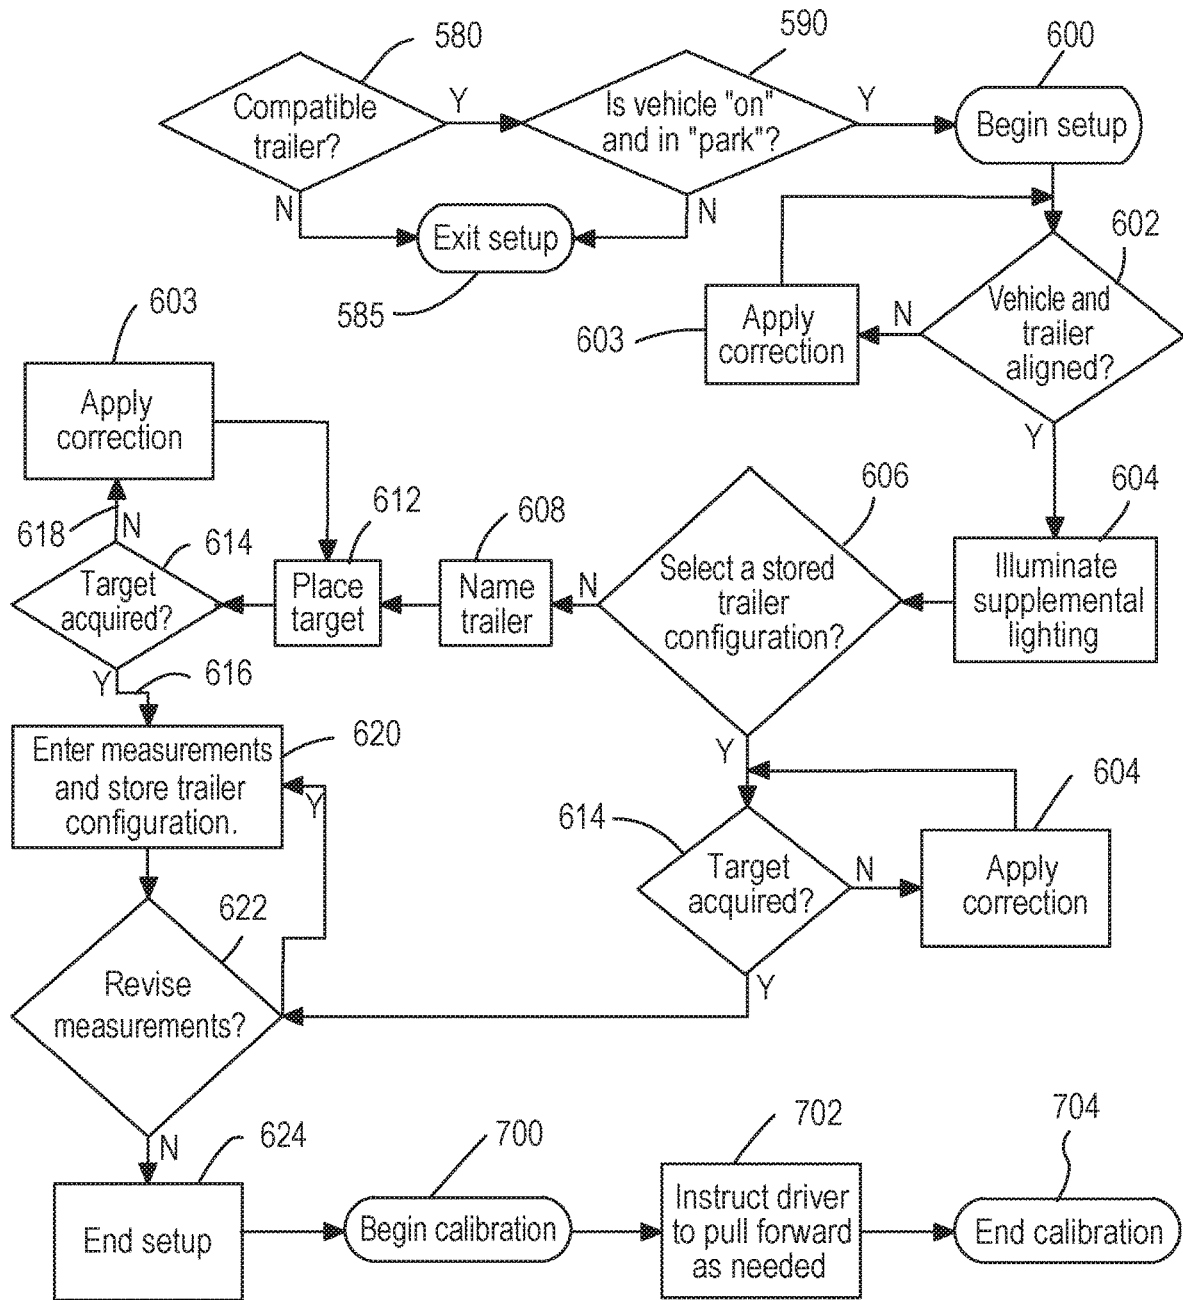 580
590
600
Compatible
trailer?
Y
Is vehicle "on"
and in "park"?
Y
Begin setup
N
N
Exit setup
585
602
Vehicle and
trailer
aligned?
N
603
Apply
correction
Y
603
Apply
correction
618
N
614
Target
acquired?
612
Place
target
608
Name
trailer
N
606
Select a stored
trailer
configuration?
604
Illuminate
supplemental
lighting
Y
616
Y
620
Enter measurements
and store trailer
configuration.
Y
614
Target
acquired?
N
604
Apply
correction
622
Revise
measurements?
Y
N
624
End setup
700
Begin calibration
702
Instruct driver
to pull forward
as needed
704
End calibration